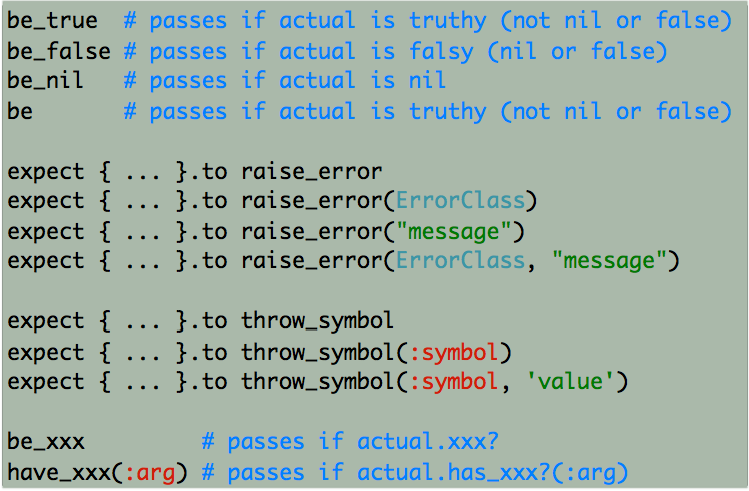 be_true  # passes if actual is truthy (not nil or false)
be_false # passes if actual is falsy (nil or false)
be_nil   # passes if actual is nil
be       # passes if actual is truthy (not nil or false)

expect { ... }.to raise_error
expect { ... }.to raise_error(ErrorClass)
expect { ... }.to raise_error("message")
expect { ... }.to raise_error(ErrorClass, "message")

expect { ... }.to throw_symbol
expect { ... }.to throw_symbol(:symbol)
expect { ... }.to throw_symbol(:symbol, 'value')

be_xxx         # passes if actual.xxx?
have_xxx(:arg) # passes if actual.has_xxx?(:arg)